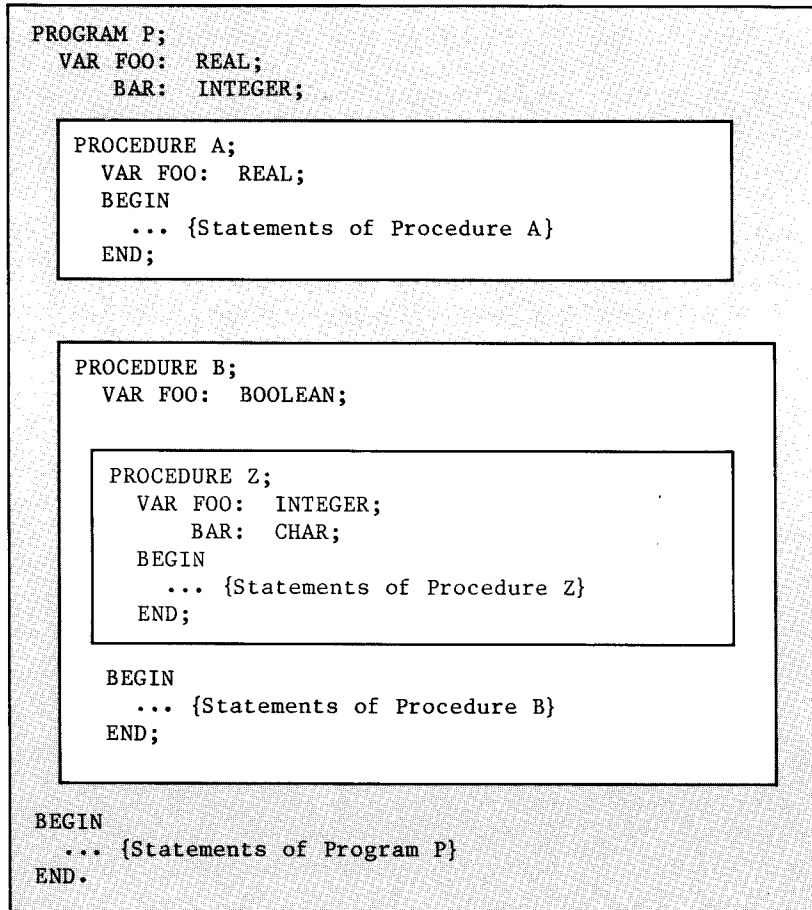 PROGRAM P;
VAR FOO: REAL;
BAR: INTEGER;
PROCEDURE A;
VAR FOO: REAL;
BEGIN
... {Statements of Procedure A}
END;
PROCEDURE B;
VAR FOO: BOOLEAN;
PROCEDURE Z;
VAR FOO: INTEGER;
BAR: CHAR;
BEGIN
... {Statements of Procedure Z}
END;
BEGIN
... {Statements of Procedure B}
END;
BEGIN
... {Statements of Program P}
END.